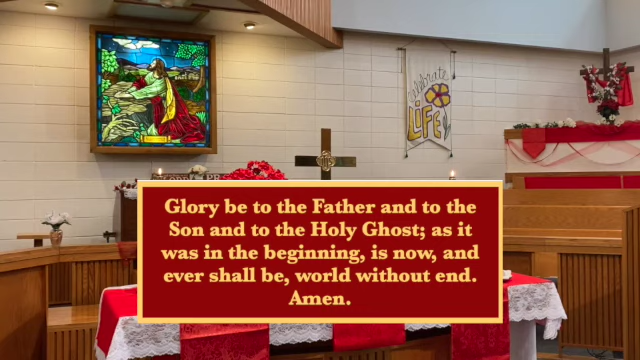 Celebrate
LiFE
Glory be to the Father and to the
Son and to the Holy Ghost; as it
was in the beginning, is now, and
ever shall be, world without end.
Amen.